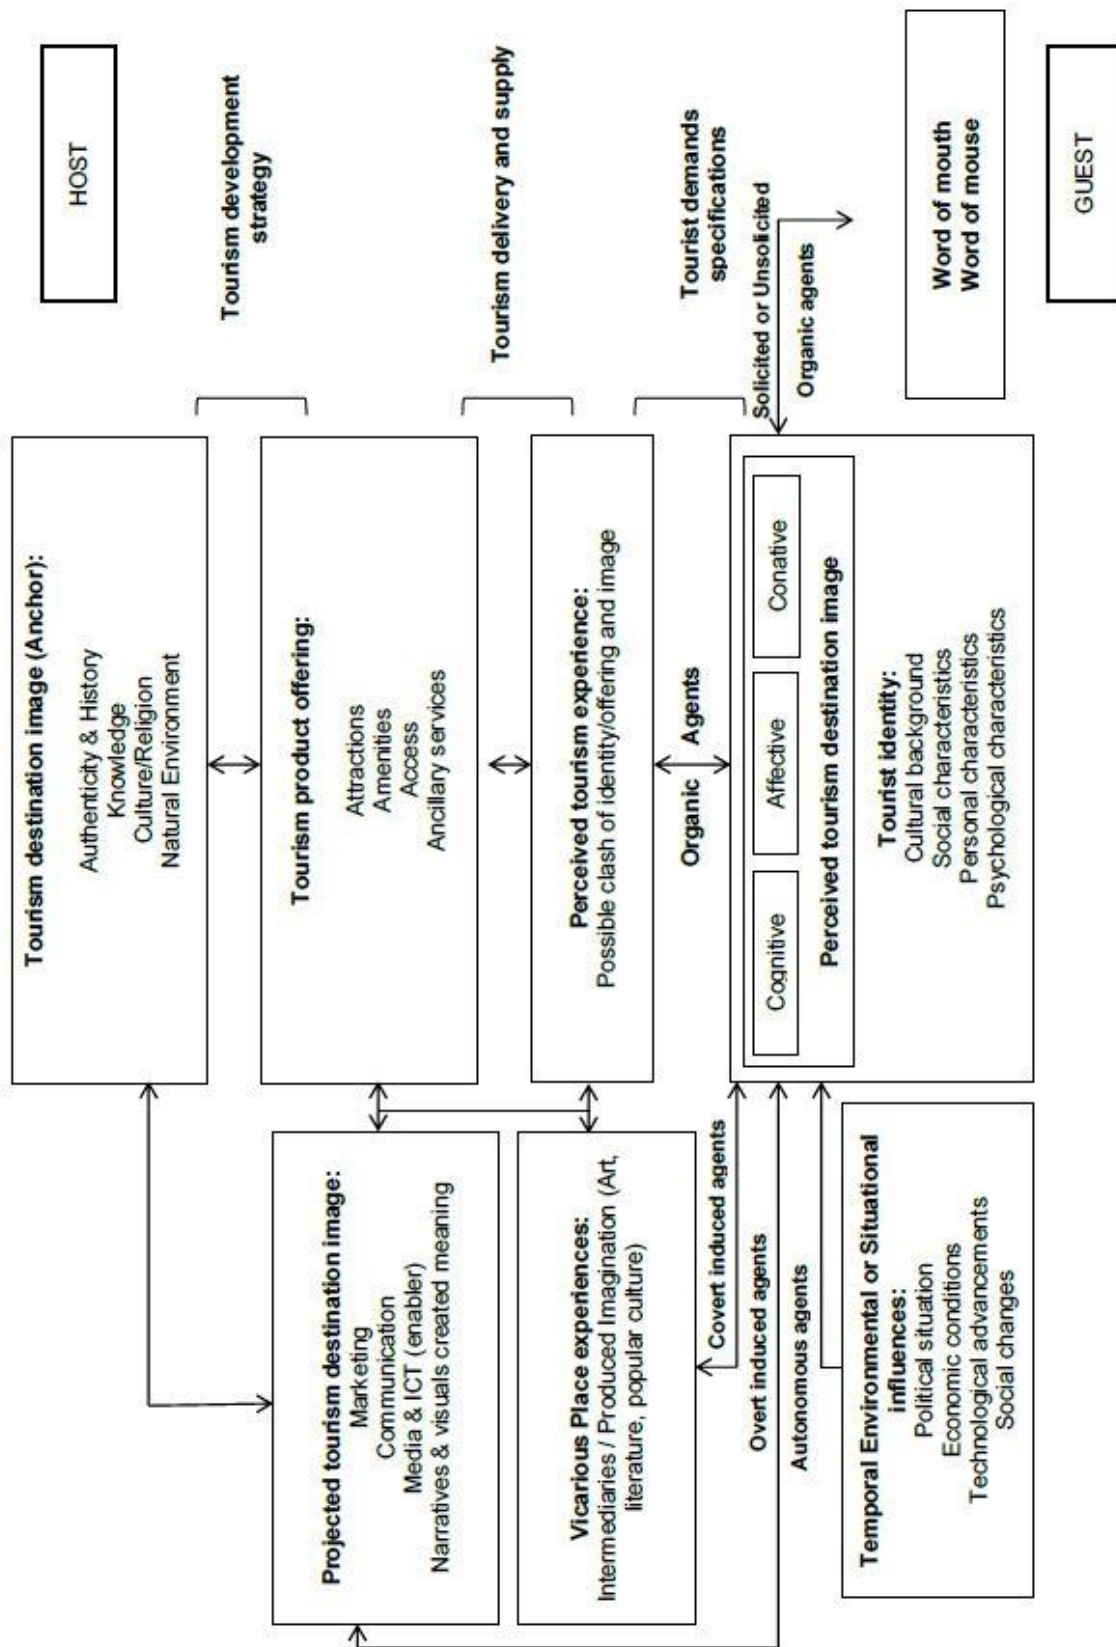 Tourism destination image (Anchor):
Authenticity & History
Knowledge
Culture/Religion
Natural Environment
HOST
Tourism development
strategy
Projected tourism destination image:
Marketing
Communication
Media & ICT (enabler)
Narratives & visuals created meaning
Tourism product offering:
Attractions
Amenities
Access
Ancillary services
Tourism delivery and supply
Vicarious Place experiences:
Intermediaries / Produced Imagination (Art,
literature, popular culture)
Perceived tourism experience:
Possible clash of identity/offering and image
Tourist demands
specifications
Organic Agents
Covert induced agents
Overt induced agents
Autonomous agents
Cognitive
Affective
Conative
Perceived tourism destination image
Tourist identity:
Cultural background
Social characteristics
Personal characteristics
Psychological characteristics
Solicited or Unsolicited
Organic agents
Temporal Environmental or Situational
influences:
Political situation
Economic conditions
Technological advancements
Social changes
Word of mouth
Word of mouse
GUEST